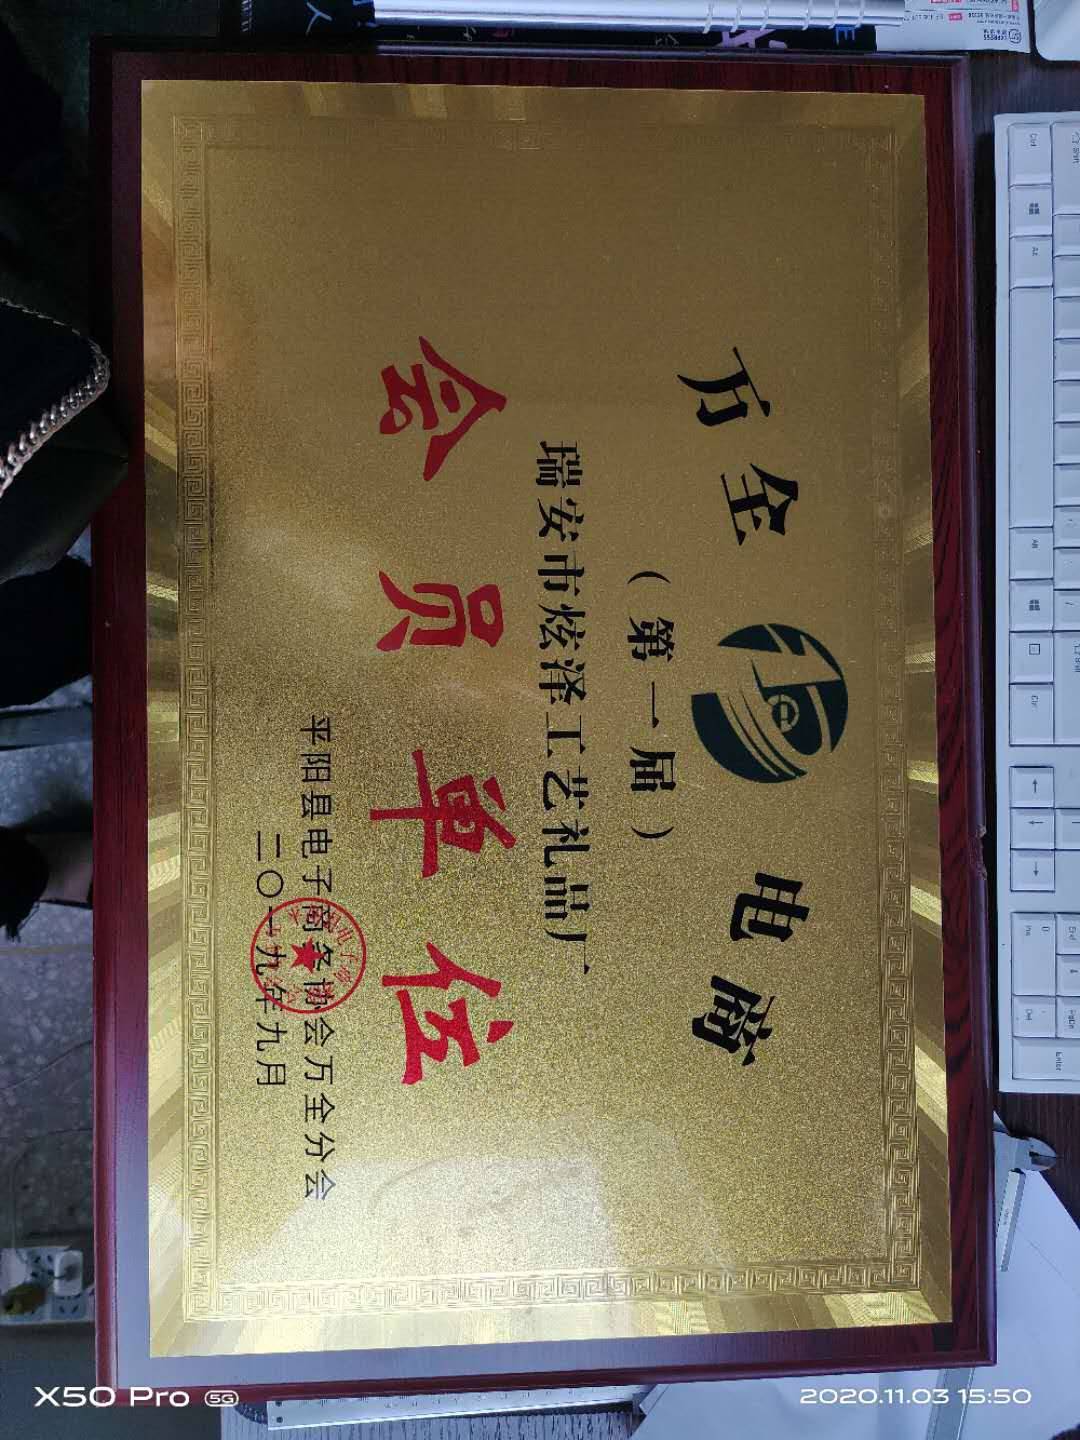 万全 电商
（第一届）
瑞安市炫泽工艺礼品厂
会员单位
平阳县电子商务协会万全分会
二〇一九年九月
X50 Pro 5G
2020.11.03 15:50